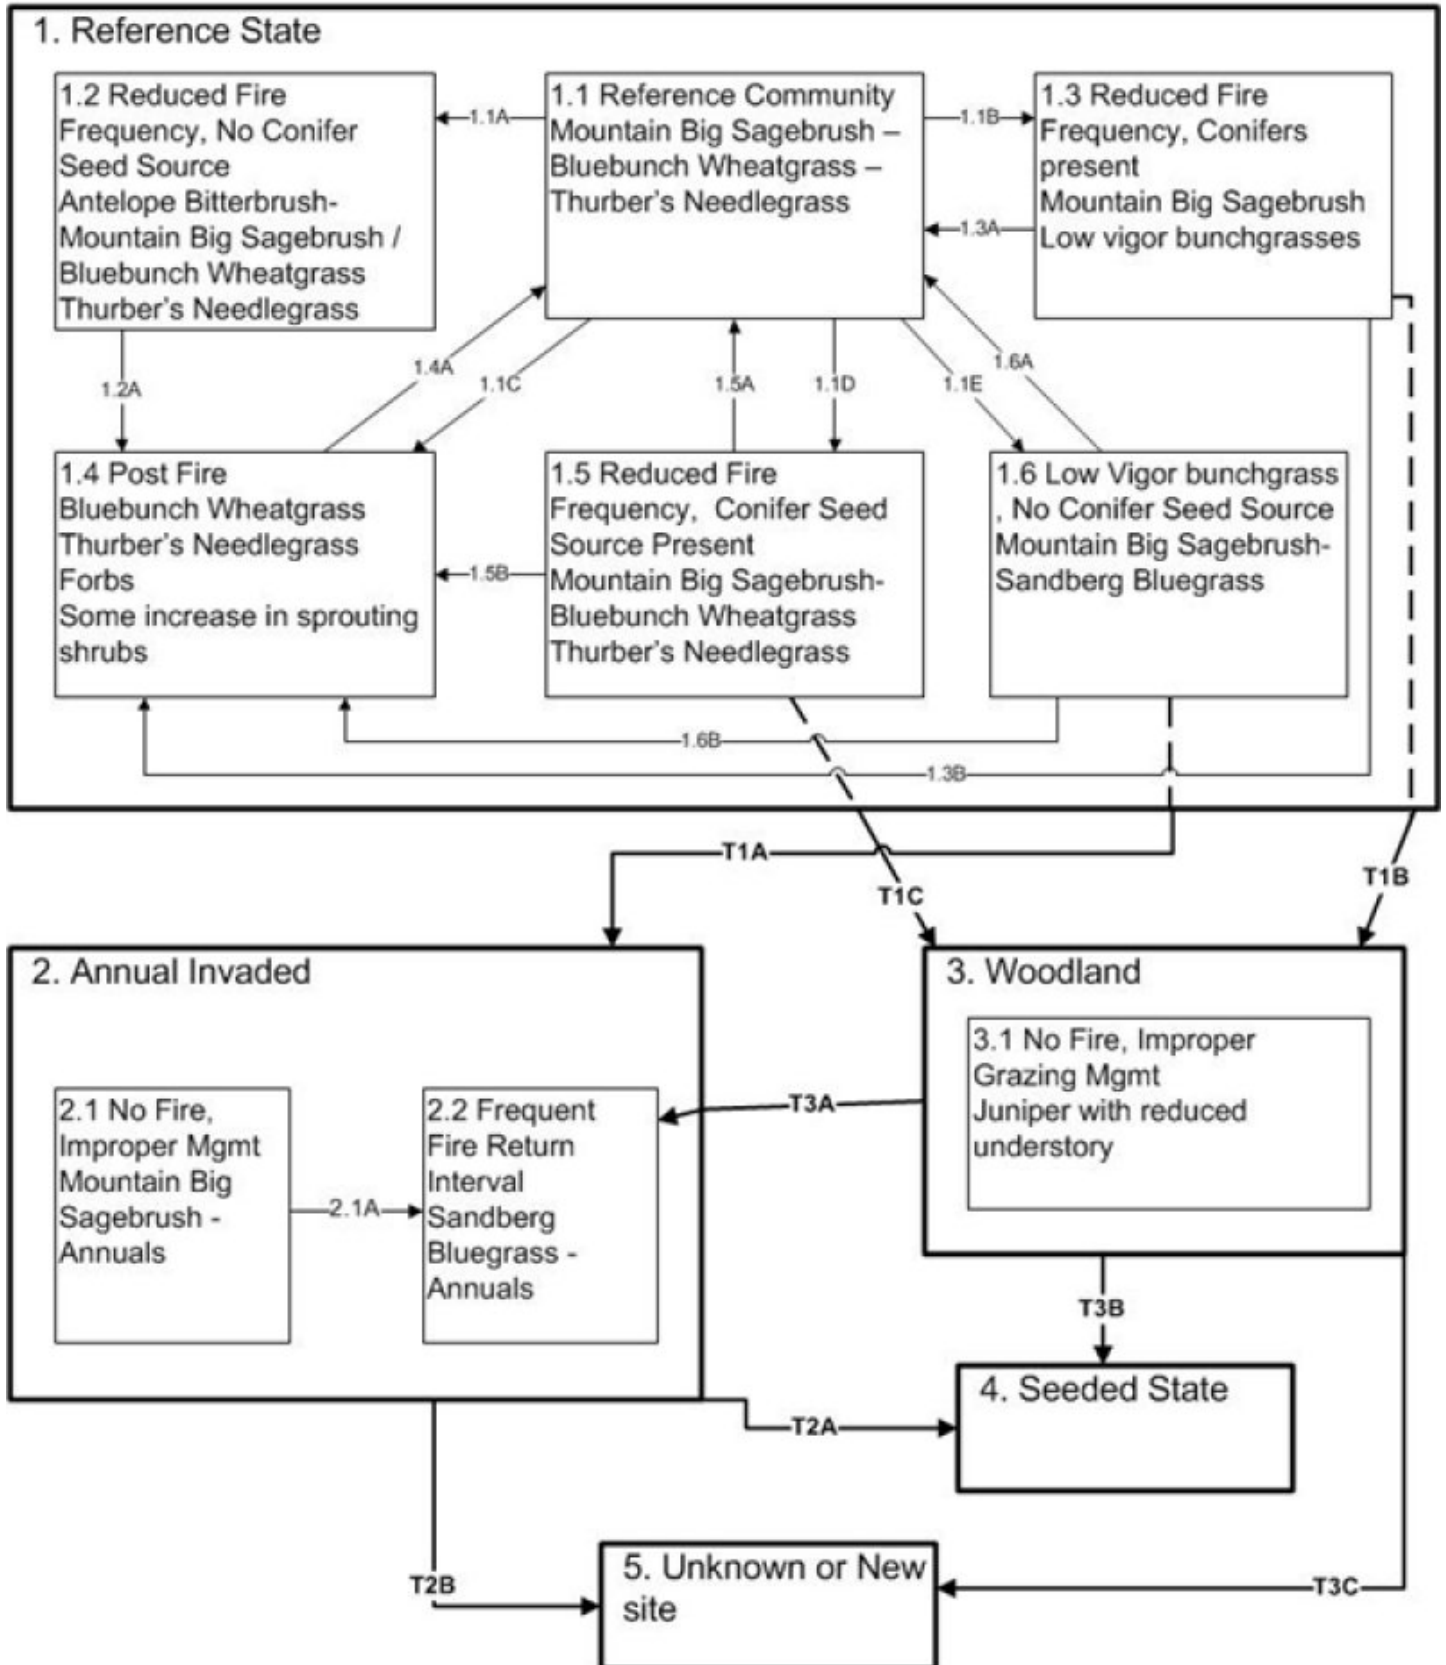 1. Reference State
1.2 Reduced Fire
Frequency, No Conifer
Seed Source
Antelope Bitterbrush-
Mountain Big Sagebrush /
Bluebunch Wheatgrass
Thurber's Needlegrass
1.1A
1.1 Reference Community
Mountain Big Sagebrush –
Bluebunch Wheatgrass –
Thurber's Needlegrass
1.1B
1.3A
1.3 Reduced Fire
Frequency, Conifers
present
Mountain Big Sagebrush
Low vigor bunchgrasses
1.2A
1.4A
1.1C
1.5A
1.1D
1.1E
1.6A
1.4 Post Fire
Bluebunch Wheatgrass
Thurber's Needlegrass
Forbs
Some increase in sprouting
shrubs
1.5B
1.5 Reduced Fire
Frequency, Conifer Seed
Source Present
Mountain Big Sagebrush-
Bluebunch Wheatgrass
Thurber's Needlegrass
1.6 Low Vigor bunchgrass
, No Conifer Seed Source
Mountain Big Sagebrush-
Sandberg Bluegrass
1.6B
1.3B
T1A
T1C
T1B
2. Annual Invaded
2.1 No Fire,
Improper Mgmt
Mountain Big
Sagebrush -
Annuals
2.1A
2.2 Frequent
Fire Return
Interval
Sandberg
Bluegrass -
Annuals
T3A
3. Woodland
3.1 No Fire, Improper
Grazing Mgmt
Juniper with reduced
understory
T3B
4. Seeded State
T2A
T2B
5. Unknown or New
site
T3C